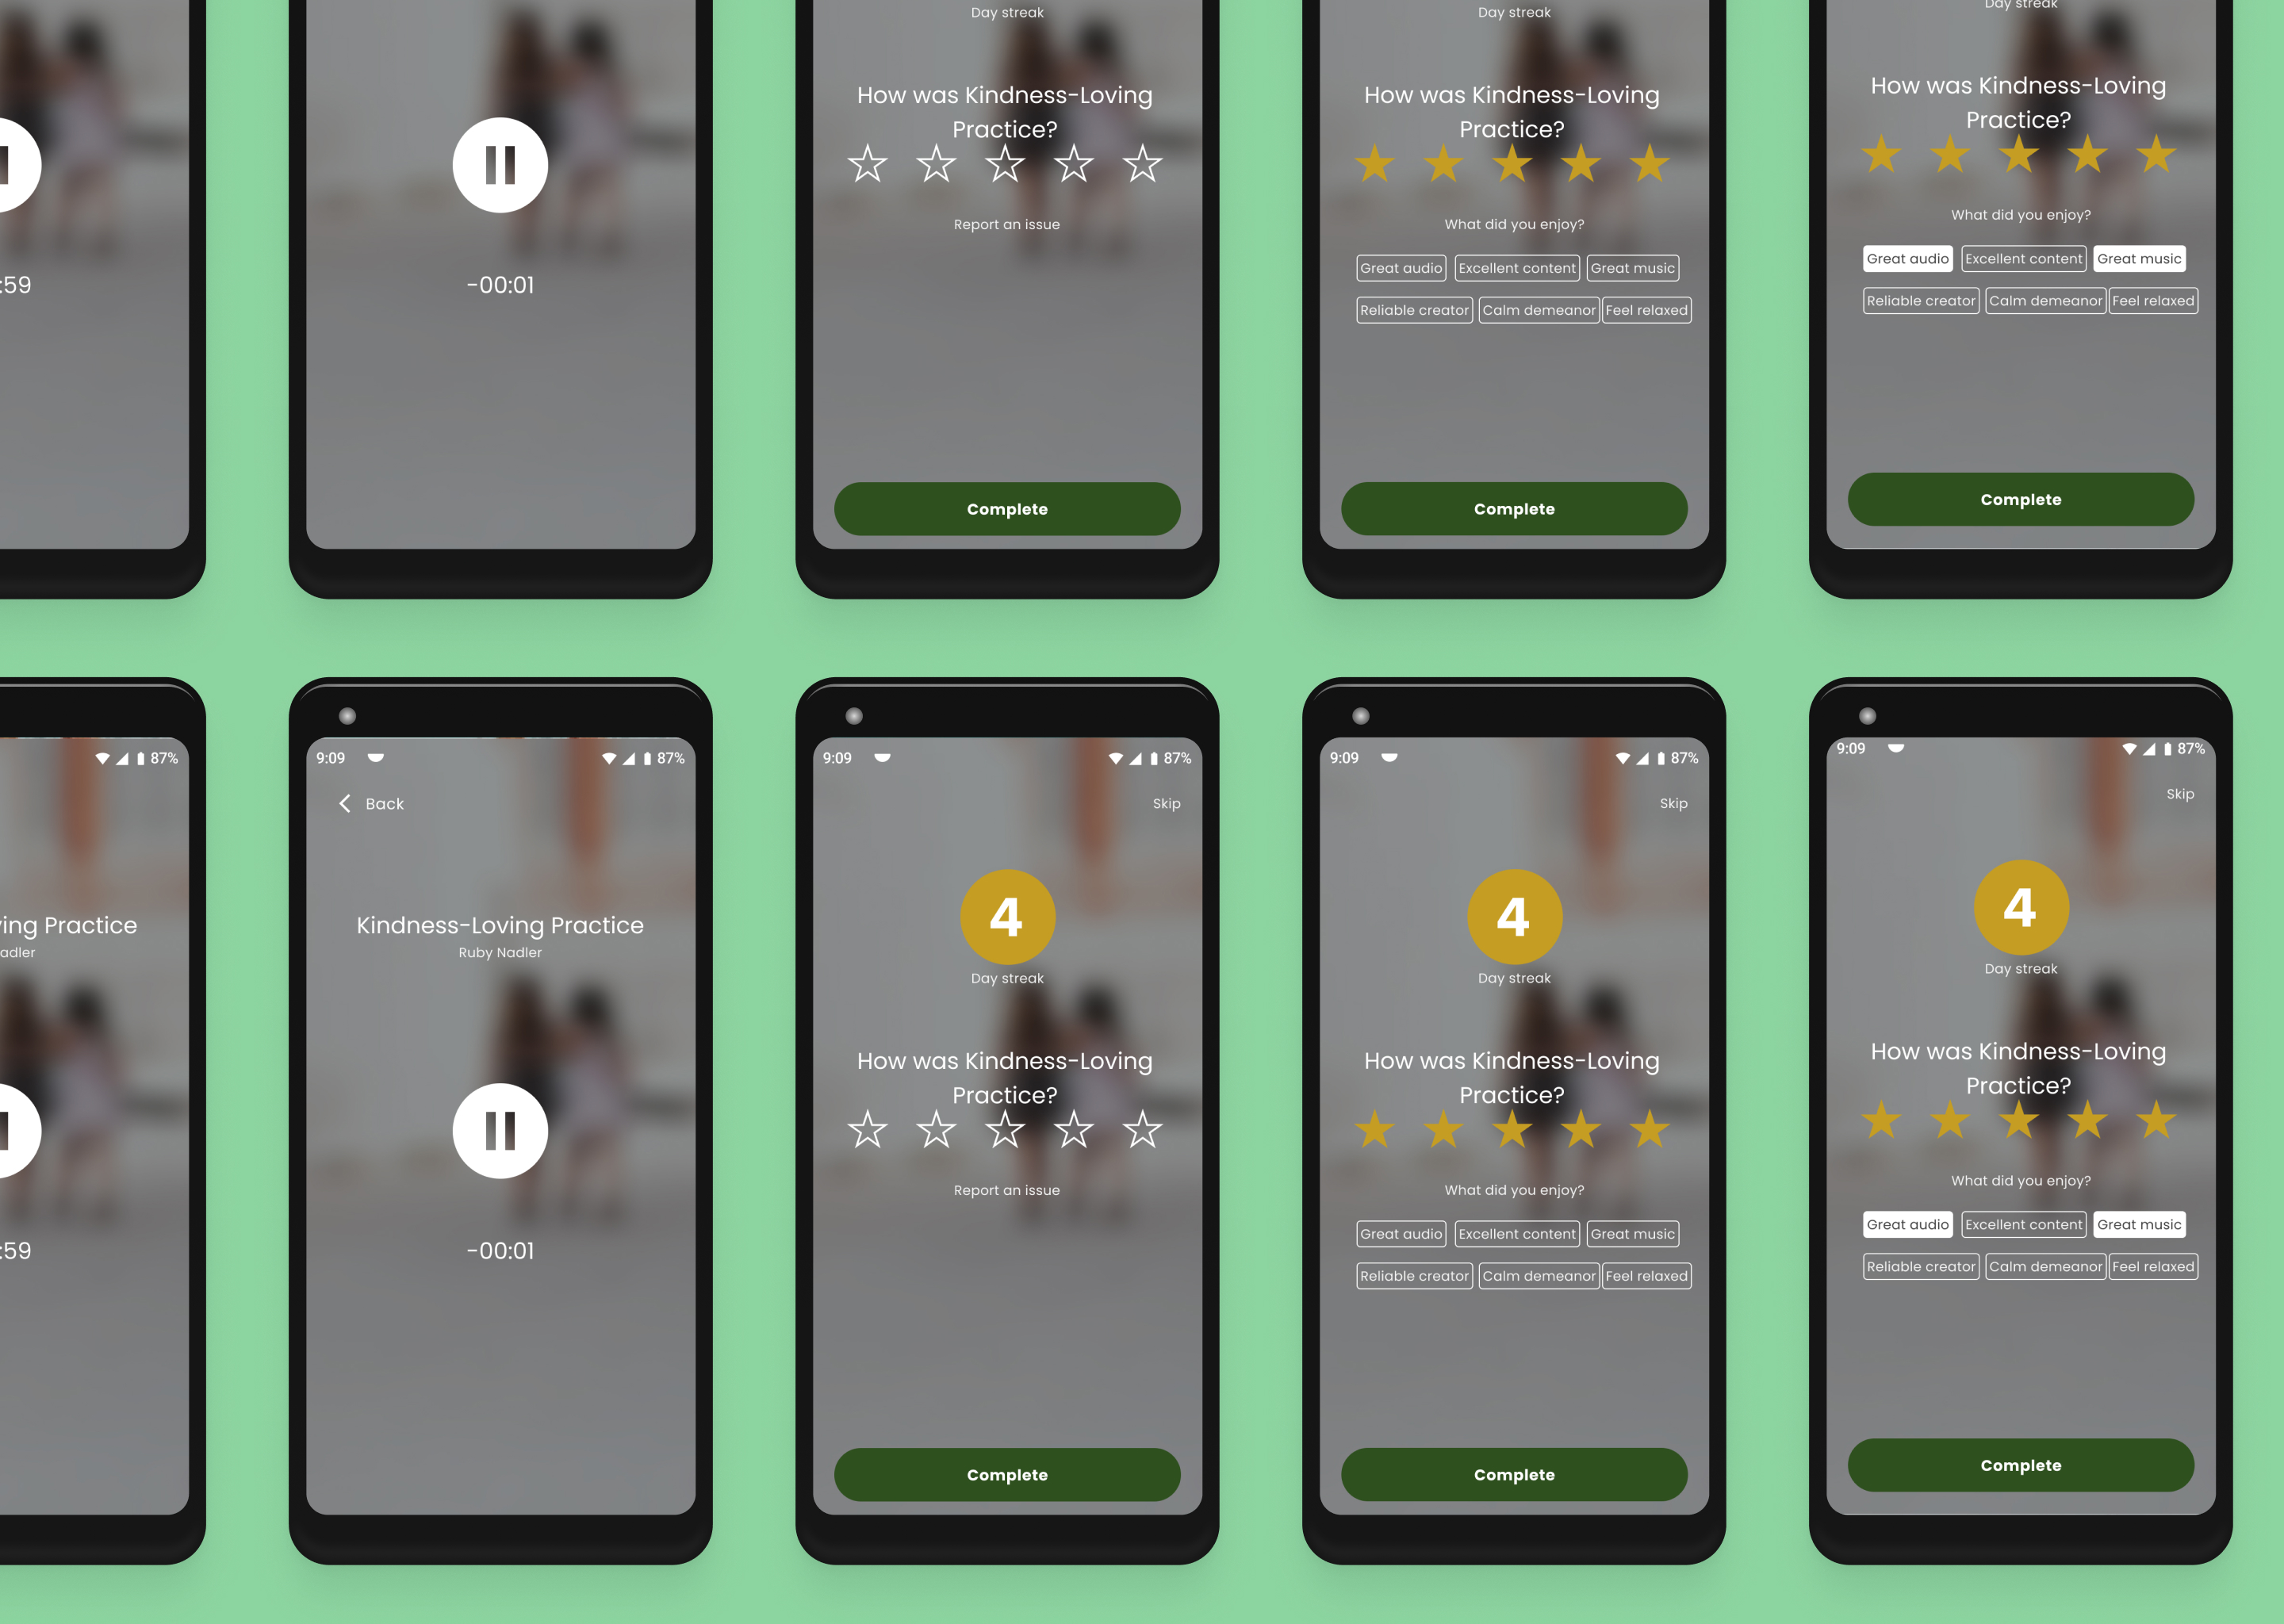 :59
-00:01
Day streak
How was Kindness-Loving
Practice?
Report an issue
Complete
Day streak
How was Kindness-Loving
Practice?
What did you enjoy?
Great audio Excellent content Great music
Reliable creator Calm demeanor Feel relaxed
Complete
Day streak
How was Kindness-Loving
Practice?
What did you enjoy?
Great audio Excellent content Great music
Reliable creator Calm demeanor Feel relaxed
Complete
87%
ing Practice
adler
:59
9:09 87%
Back
Kindness-Loving Practice
Ruby Nadler
-00:01
9:09 87%
Skip
4
Day streak
How was Kindness-Loving
Practice?
Report an issue
Complete
9:09 87%
Skip
4
Day streak
How was Kindness-Loving
Practice?
What did you enjoy?
Great audio Excellent content Great music
Reliable creator Calm demeanor Feel relaxed
Complete
9:09 87%
Skip
4
Day streak
How was Kindness-Loving
Practice?
What did you enjoy?
Great audio Excellent content Great music
Reliable creator Calm demeanor Feel relaxed
Complete